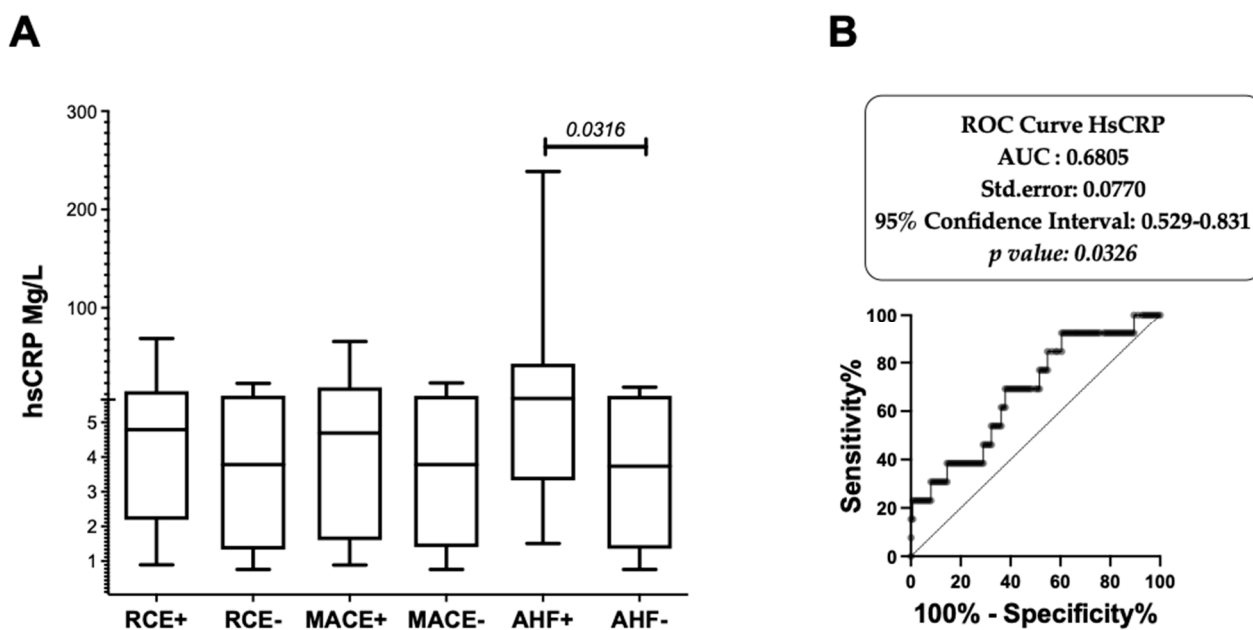 A
B
300
200
100
5
4
3
2
1
hsCRP Mg/L
0.0316
RCE+ RCE- MACE+ MACE- AHF+ AHF-
ROC Curve HsCRP
AUC : 0.6805
Std.error: 0.0770
95% Confidence Interval: 0.529-0.831
p value: 0.0326
100
80
60
40
20
0
Sensitivity%
0 20 40 60 80 100
100% - Specificity%